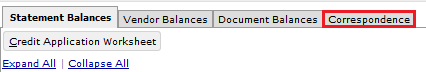 Statement Balances Vendor Balances Document Balances Correspondence
Credit Application Worksheet
Expand All | Collapse All